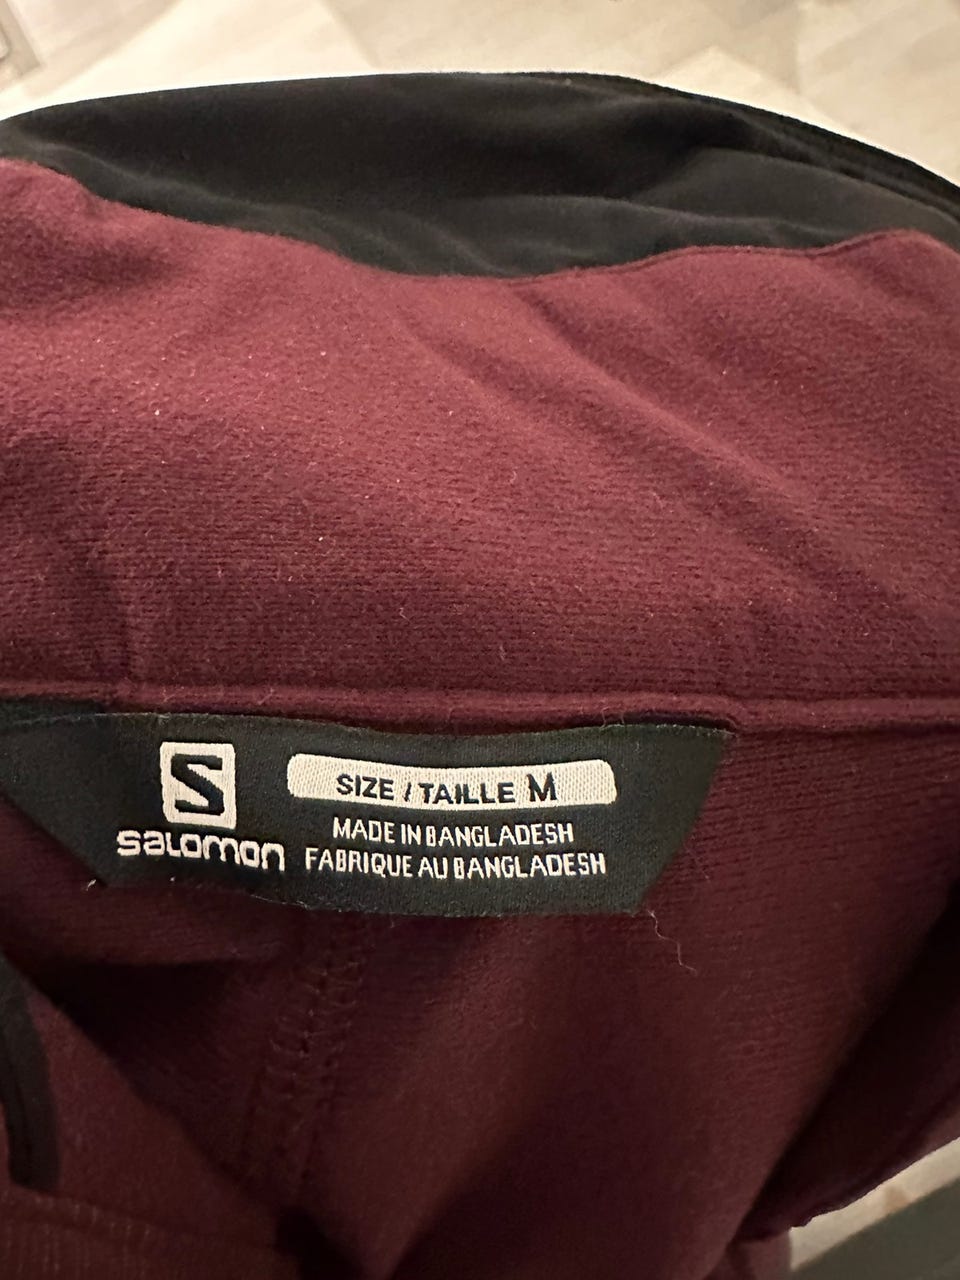 S
salomon
SIZE / TAILLE M
MADE IN BANGLADESH
FABRIQUE AU BANGLADESH